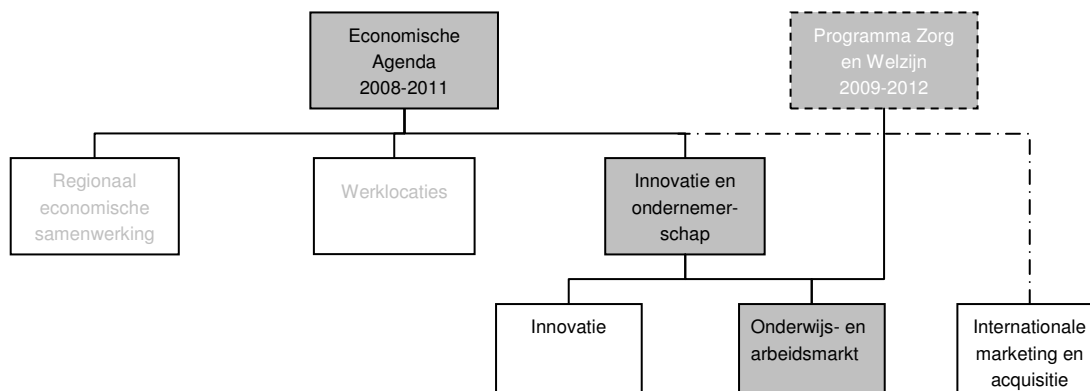 Economische
Agenda
2008-2011
Programma Zorg
en Welzijn
2009-2012
Regionaal
economische
samenwerking
Werklocaties
Innovatie en
ondernemer-
schap
Innovatie
Onderwijs- en
arbeidsmarkt
Internationale
marketing en
acquisitie